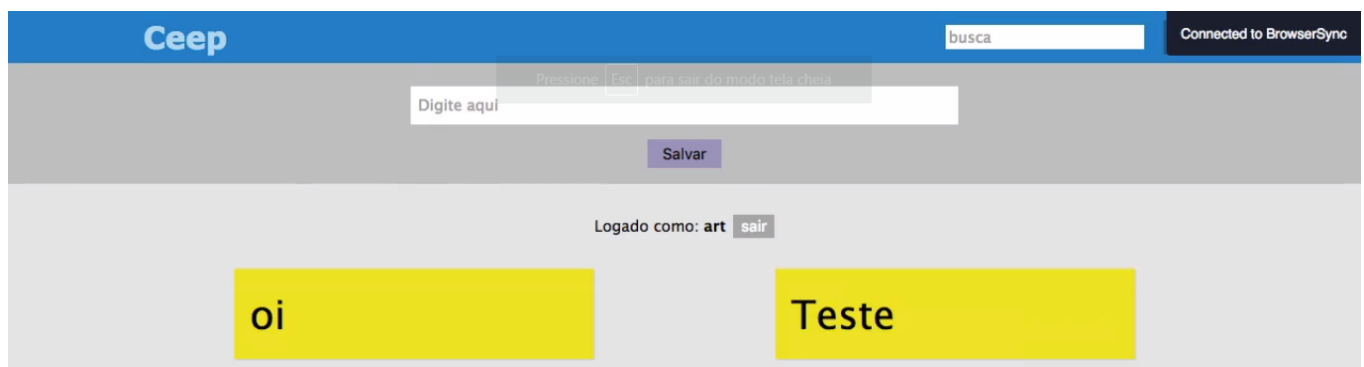 Ceep
busca
Connected to BrowserSync
Pressione Esc para sair do modo tela cheia
Digite aqui
Salvar
Logado como: art sair
oi
Teste